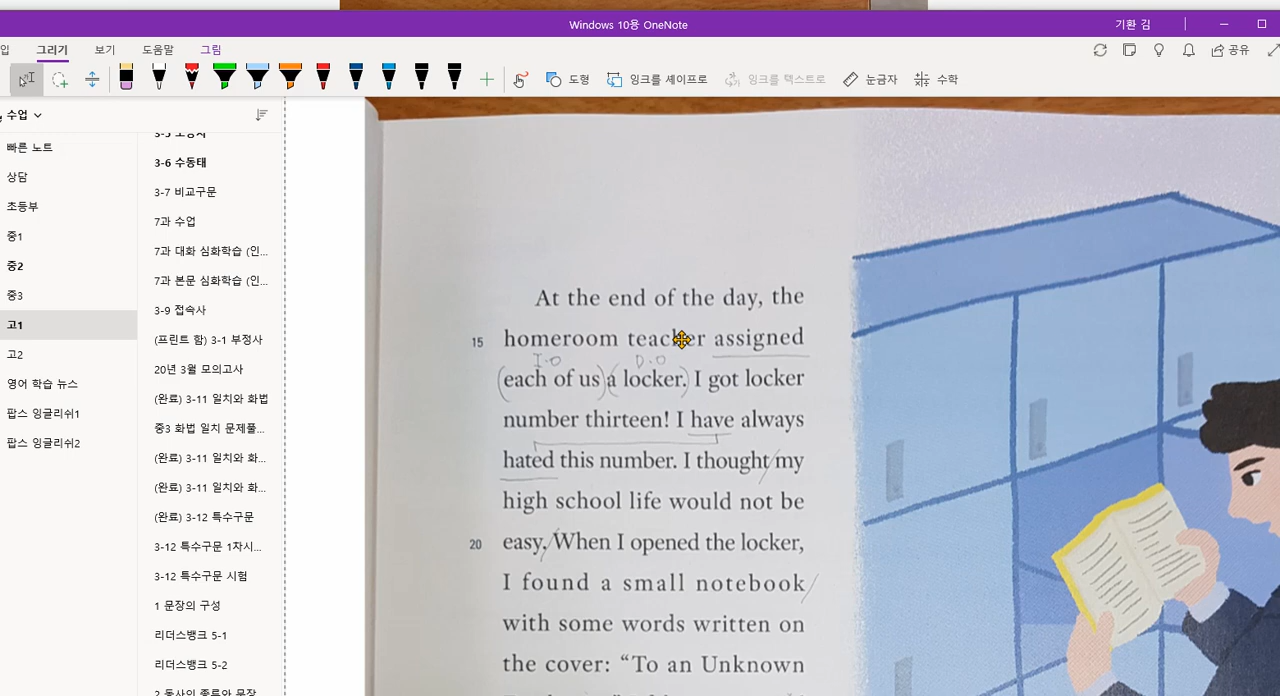 Windows 10용 OneNote
기환 김
입 그리기 보기 도움말 그림
공유
도형 잉크를 셰이프로 잉크를 텍스트로 눈금자 수학
수업
빠른 노트
상담
초등부
중1
중2
중3
고1
고2
영어 학습 뉴스
팝스 잉글리쉬1
팝스 잉글리쉬2
3-6 수동태
3-7 비교구문
7과 수업
7과 대화 심화학습 (인...
7과 본문 심화학습 (인...
3-9 접속사
(프린트 함) 3-1 부정사
20년 3월 모의고사
(완료) 3-11 일치와 화법
중3 화법 일치 문제풀...
(완료) 3-11 일치와 화...
(완료) 3-11 일치와 화...
(완료) 3-12 특수구문
3-12 특수구문 1차시...
3-12 특수구문 시험
1 문장의 구성
리더스뱅크 5-1
리더스뱅크 5-2
2 동사의 종류와 문장
At the end of the day, the
15 homeroom teacher assigned
I·O D·O
(each of us)(a locker.) I got locker
number thirteen! I have always
hated this number. I thought/my
high school life would not be
20 easy./When I opened the locker,
I found a small notebook/
with some words written on
the cover: “To an Unknown